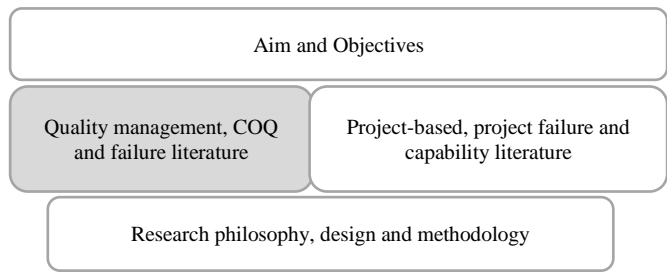 Aim and Objectives
Quality management, COQ
and failure literature
Project-based, project failure and
capability literature
Research philosophy, design and methodology